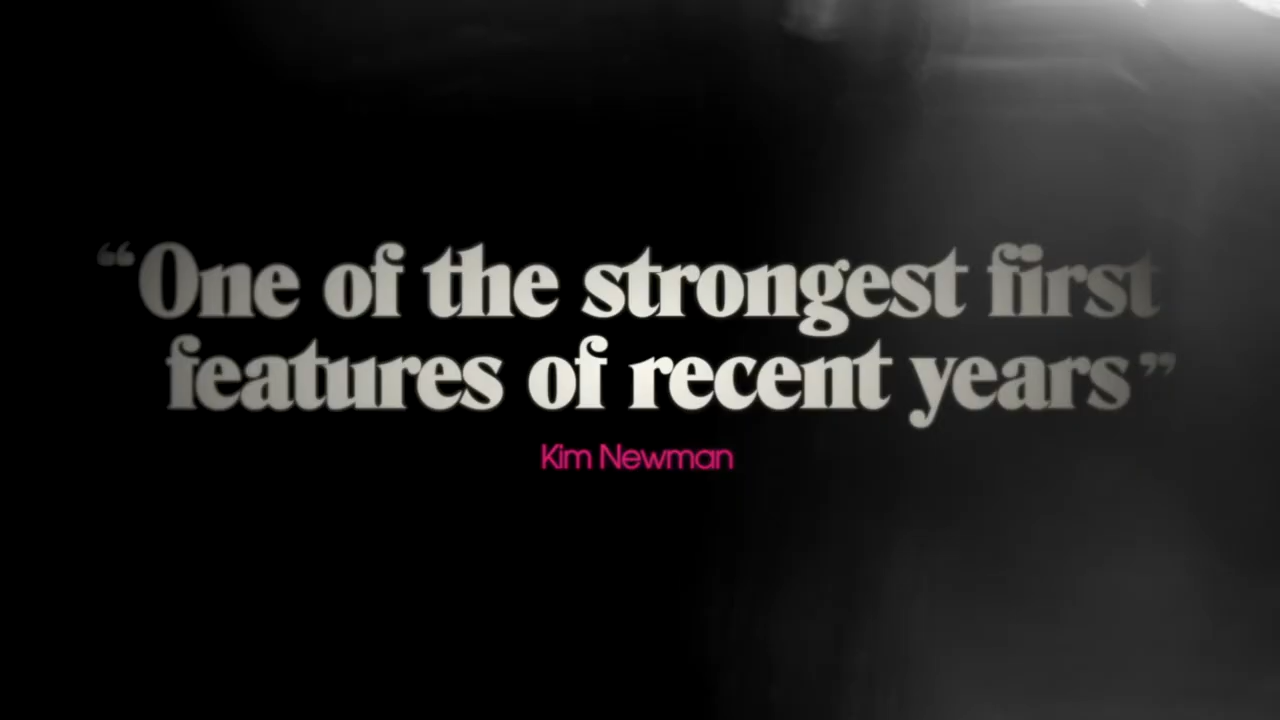 “One of the strongest first
features of recent years”
Kim Newman